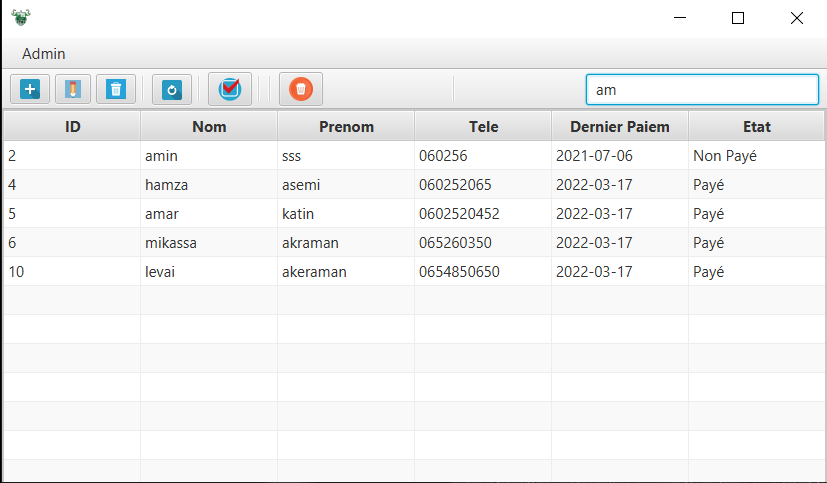 Admin
am
ID Nom Prenom Tele Dernier Paiem Etat
2 amin sss 060256 2021-07-06 Non Payé
4 hamza asemi 060252065 2022-03-17 Payé
5 amar katin 0602520452 2022-03-17 Payé
6 mikassa akraman 065260350 2022-03-17 Payé
10 levai akeraman 0654850650 2022-03-17 Payé